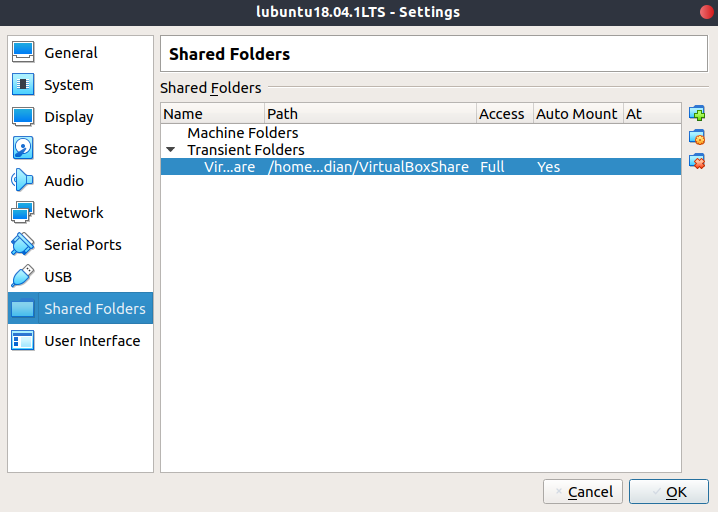 lubuntu18.04.1LTS - Settings
General
System
Display
Storage
Audio
Network
Serial Ports
USB
Shared Folders
User Interface
Shared Folders
Shared Folders
Name Path Access Auto Mount At
Machine Folders
Transient Folders
Vir...are /home...dian/VirtualBoxShare Full Yes
Cancel OK